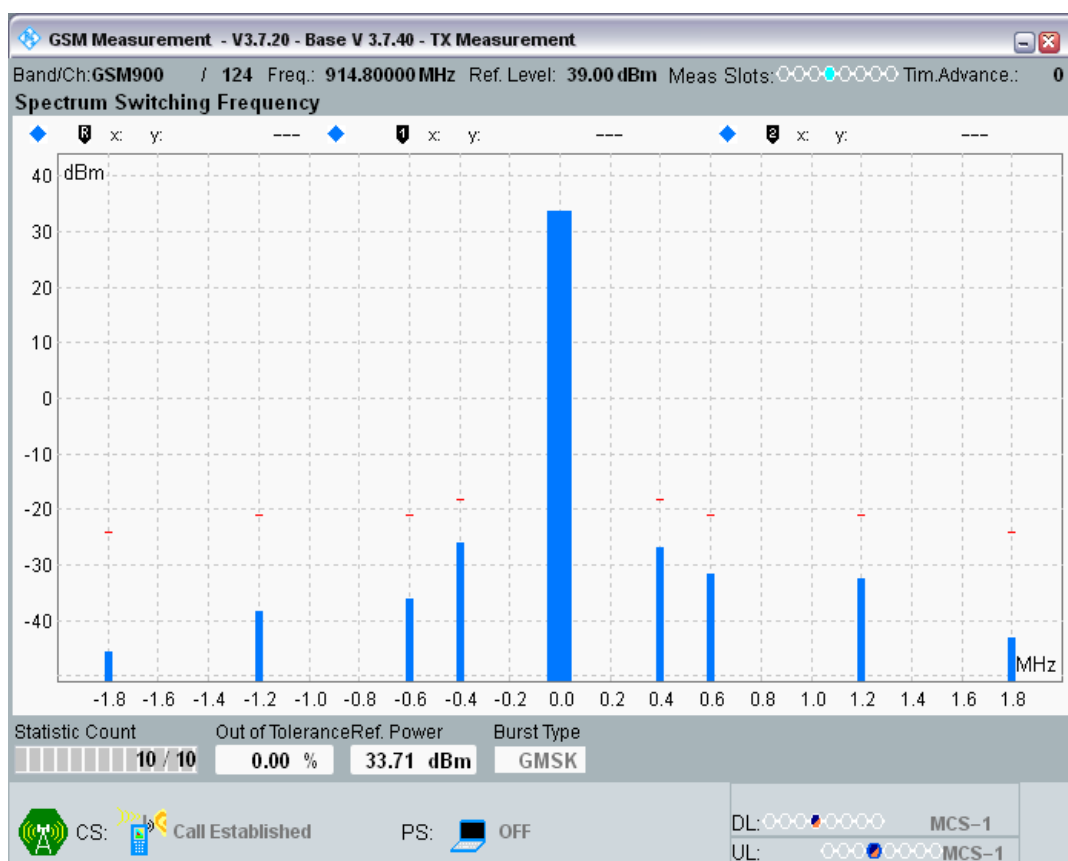 GSM Measurement - V3.7.20 - Base V 3.7.40 - TX Measurement
Band/Ch:GSM900 / 124 Freq.: 914.80000 MHz Ref. Level: 39.00 dBm Meas Slots: Tim.Advance.: 0
Spectrum Switching Frequency
R x: y: --- 1 x: y: --- 2 x: y: ---
dBm
40
30
20
10
0
-10
-20
-30
-40
MHz
-1.8 -1.6 -1.4 -1.2 -1.0 -0.8 -0.6 -0.4 -0.2 0.0 0.2 0.4 0.6 0.8 1.0 1.2 1.4 1.6 1.8
Statistic Count Out of Tolerance Ref. Power Burst Type
10 / 10 0.00 % 33.71 dBm GMSK
CS: Call Established PS: OFF DL: MCS-1
UL: MCS-1